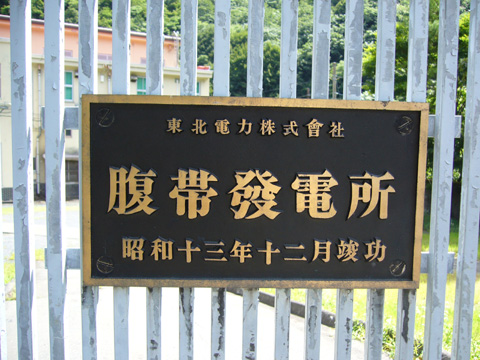 東北電力株式會社
腹帯發電所
昭和十三年十二月竣功